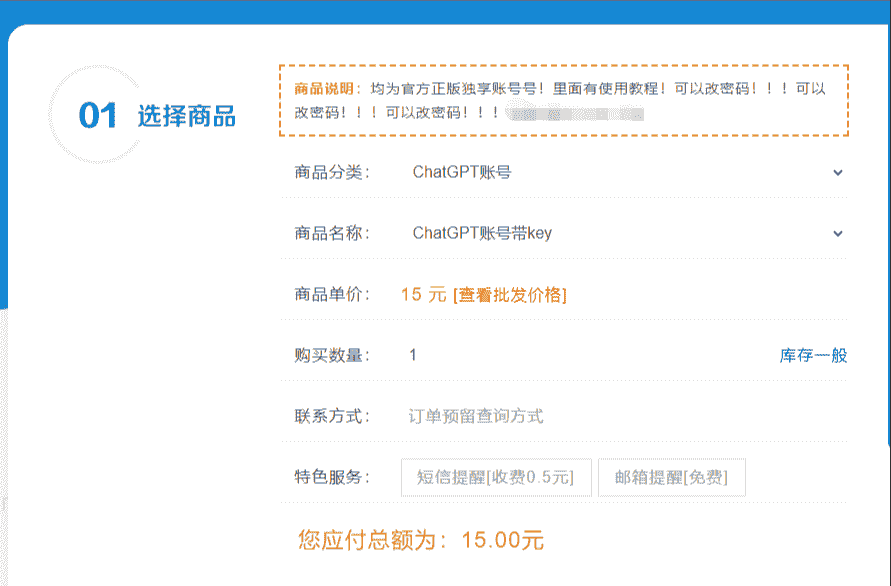 商品说明：均为官方正版独享账号号！里面有使用教程！可以改密码！！！可以
改密码！！！可以改密码！！！
01 选择商品
商品分类： ChatGPT账号
商品名称： ChatGPT账号带key
商品单价： 15 元 [查看批发价格]
购买数量： 1 库存一般
联系方式： 订单预留查询方式
特色服务： 短信提醒[收费0.5元] 邮箱提醒[免费]
您应付总额为：15.00元